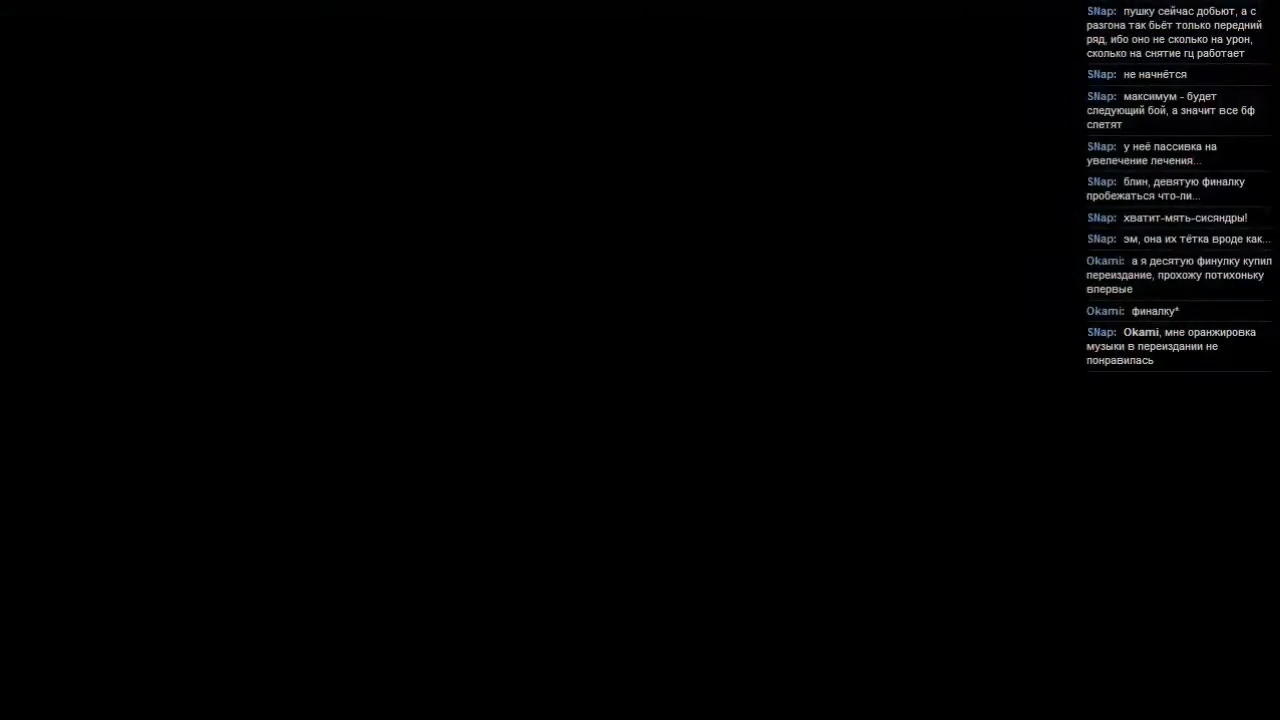 SNap: пушку сейчас добьют, а с
разгона так бьёт только передний
ряд, ибо оно не сколько на урон,
сколько на снятие гц работает
SNap: не начнётся
SNap: максимум - будет
следующий бой, а значит все бф
слетят
SNap: у неё пассивка на
увелечение лечения...
SNap: блин, девятую финалку
пробежаться что-ли...
SNap: хватит-мять-сисяндры!
SNap: эм, она их тётка вроде как...
Okami: а я десятую финулку купил
переиздание, прохожу потихоньку
впервые
Okami: финалку*
SNap: Okami, мне оранжировка
музыки в переиздании не
понравилась